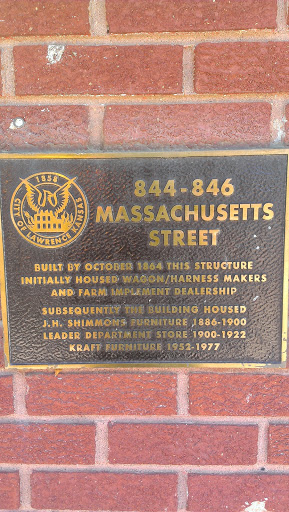 1858
CITY OF LAWRENCE KANSAS
844-846
MASSACHUSETTS
STREET
BUILT BY OCTOBER 1864 THIS STRUCTURE
INITIALLY HOUSED WAGON/HARNESS MAKERS
AND FARM IMPLEMENT DEALERSHIP
SUBSEQUENTLY THE BUILDING HOUSED
J.H. SHIMMONS FURNITURE 1886-1900
LEADER DEPARTMENT STORE 1900-1922
KRAFT FURNITURE 1952-1977